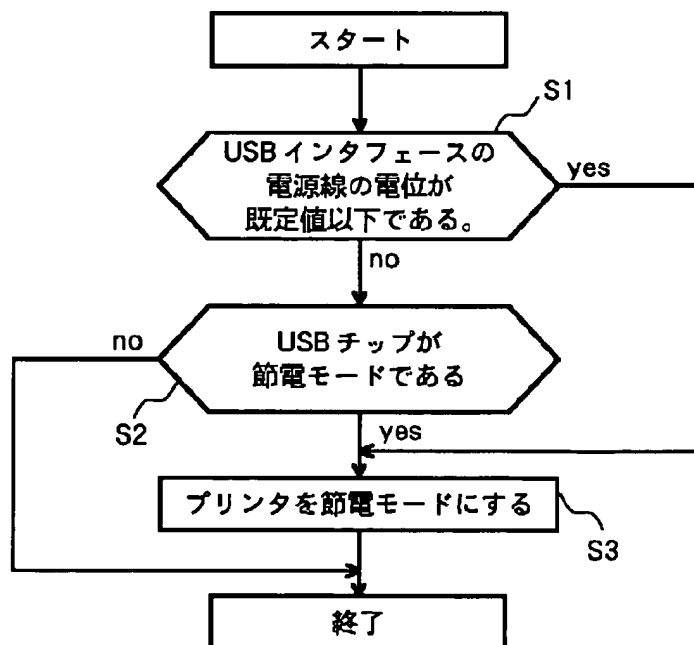 スタート
S1
USBインタフェースの
電源線の電位が
既定値以下である。
yes
no
USBチップが
節電モードである
no
S2
yes
プリンタを節電モードにする
S3
終了